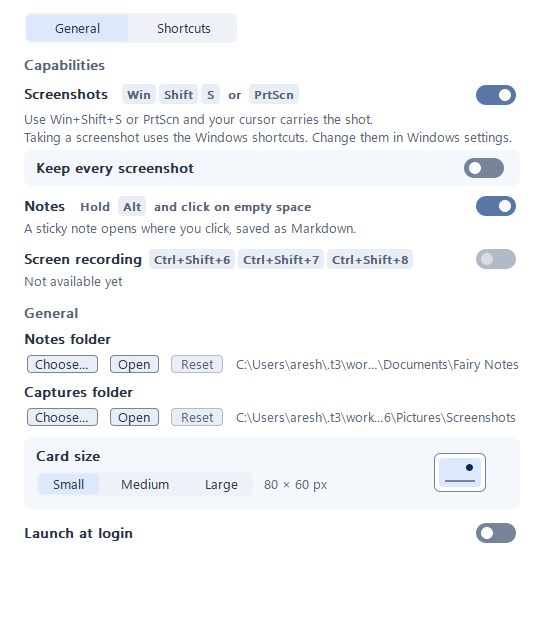 General Shortcuts
Capabilities
Screenshots Win Shift S or PrtScn
Use Win+Shift+S or PrtScn and your cursor carries the shot.
Taking a screenshot uses the Windows shortcuts. Change them in Windows settings.
Keep every screenshot
Notes Hold Alt and click on empty space
A sticky note opens where you click, saved as Markdown.
Screen recording Ctrl+Shift+6 Ctrl+Shift+7 Ctrl+Shift+8
Not available yet
General
Notes folder
Choose... Open Reset C:\Users\aresh\.t3\wor...\Documents\Fairy Notes
Captures folder
Choose... Open Reset C:\Users\aresh\.t3\work...6\Pictures\Screenshots
Card size
Small Medium Large 80 × 60 px
Launch at login